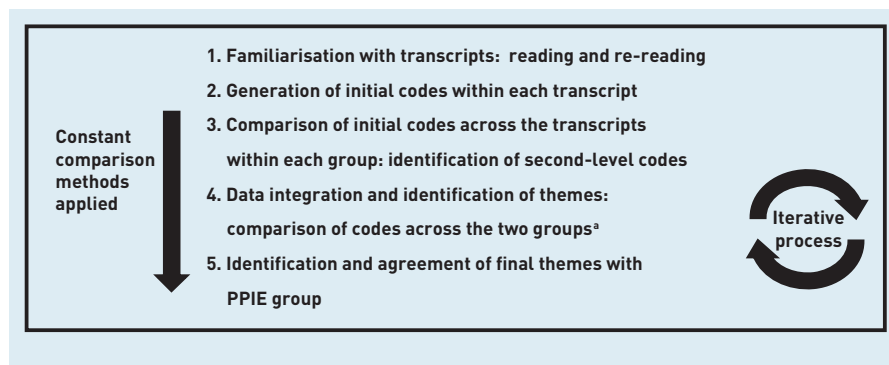 1. Familiarisation with transcripts: reading and re-reading
2. Generation of initial codes within each transcript
3. Comparison of initial codes across the transcripts
within each group: identification of second-level codes
4. Data integration and identification of themes:
comparison of codes across the two groupsᵃ
5. Identification and agreement of final themes with
PPIE group
Constant
comparison
methods
applied
Iterative
process